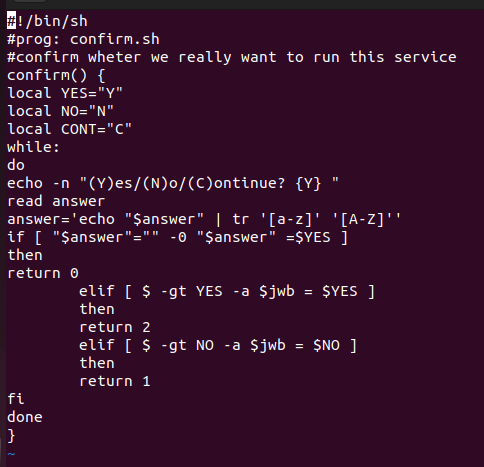 #!/bin/sh
#prog: confirm.sh
#confirm wheter we really want to run this service
confirm() {
local YES="Y"
local NO="N"
local CONT="C"
while:
do
echo -n "(Y)es/(N)o/(C)ontinue? {Y} "
read answer
answer='echo "$answer" | tr '[a-z]' '[A-Z]''
if [ "$answer"="" -0 "$answer" =$YES ]
then
return 0
        elif [ $ -gt YES -a $jwb = $YES ]
        then
        return 2
        elif [ $ -gt NO -a $jwb = $NO ]
        then
        return 1
fi
done
}
~